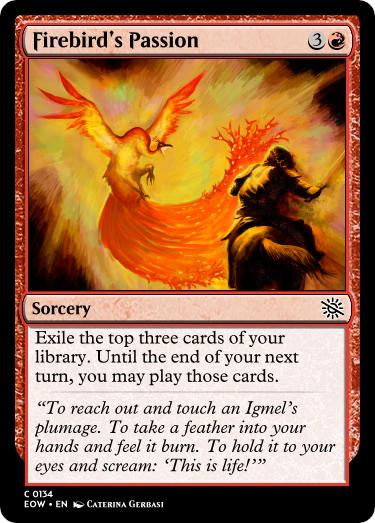 Firebird's Passion 3
Sorcery
Exile the top three cards of your
library. Until the end of your next
turn, you may play those cards.
“To reach out and touch an Igmel’s
plumage. To take a feather into your
hands and feel it burn. To hold it to your
eyes and scream: ‘This is life!’”
C 0134
EOW • EN Caterina Gerbasi